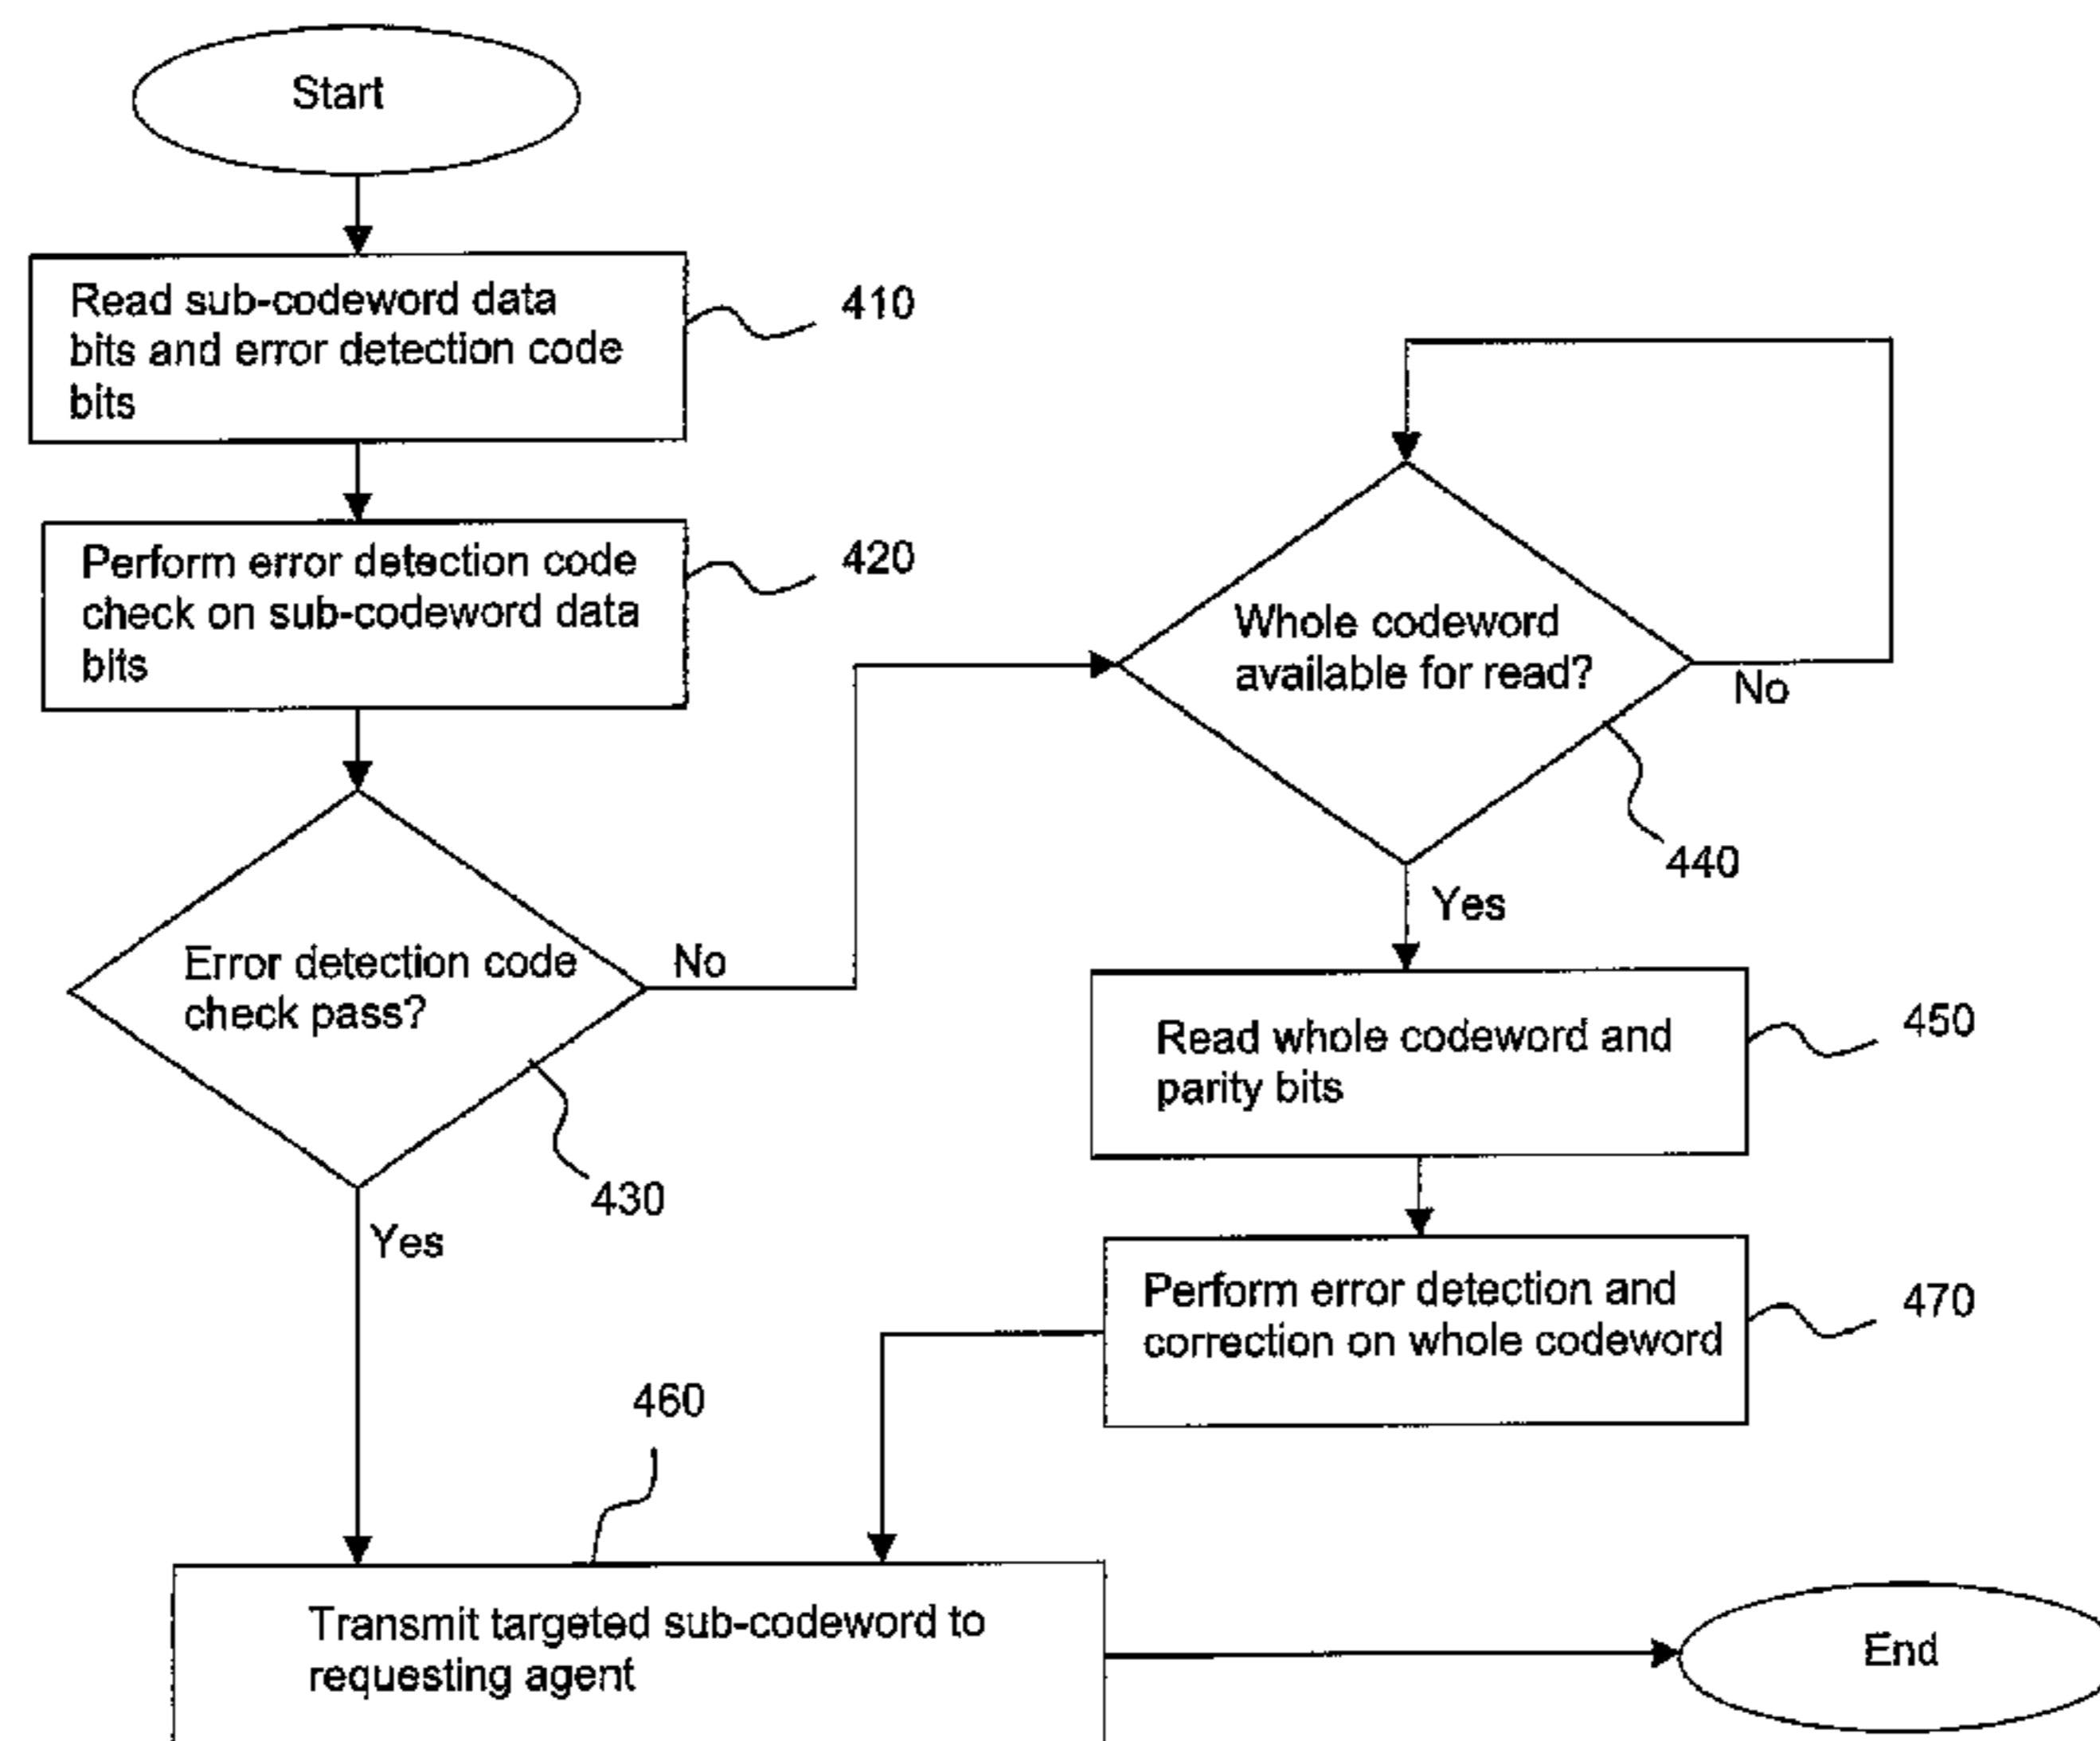 Start
Read sub-codeword data
bits and error detection code
bits
410
Perform error detection code
check on sub-codeword data
bits
420
Error detection code
check pass?
No
430
Yes
Whole codeword
available for read?
No
440
Yes
Read whole codeword and
parity bits
450
Perform error detection and
correction on whole codeword
470
460
Transmit targeted sub-codeword to
requesting agent
End